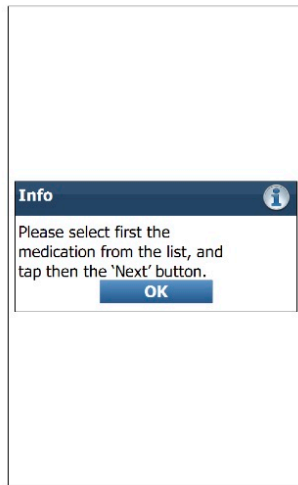 Info
Please select first the
medication from the list, and
tap then the ‘Next’ button.
OK